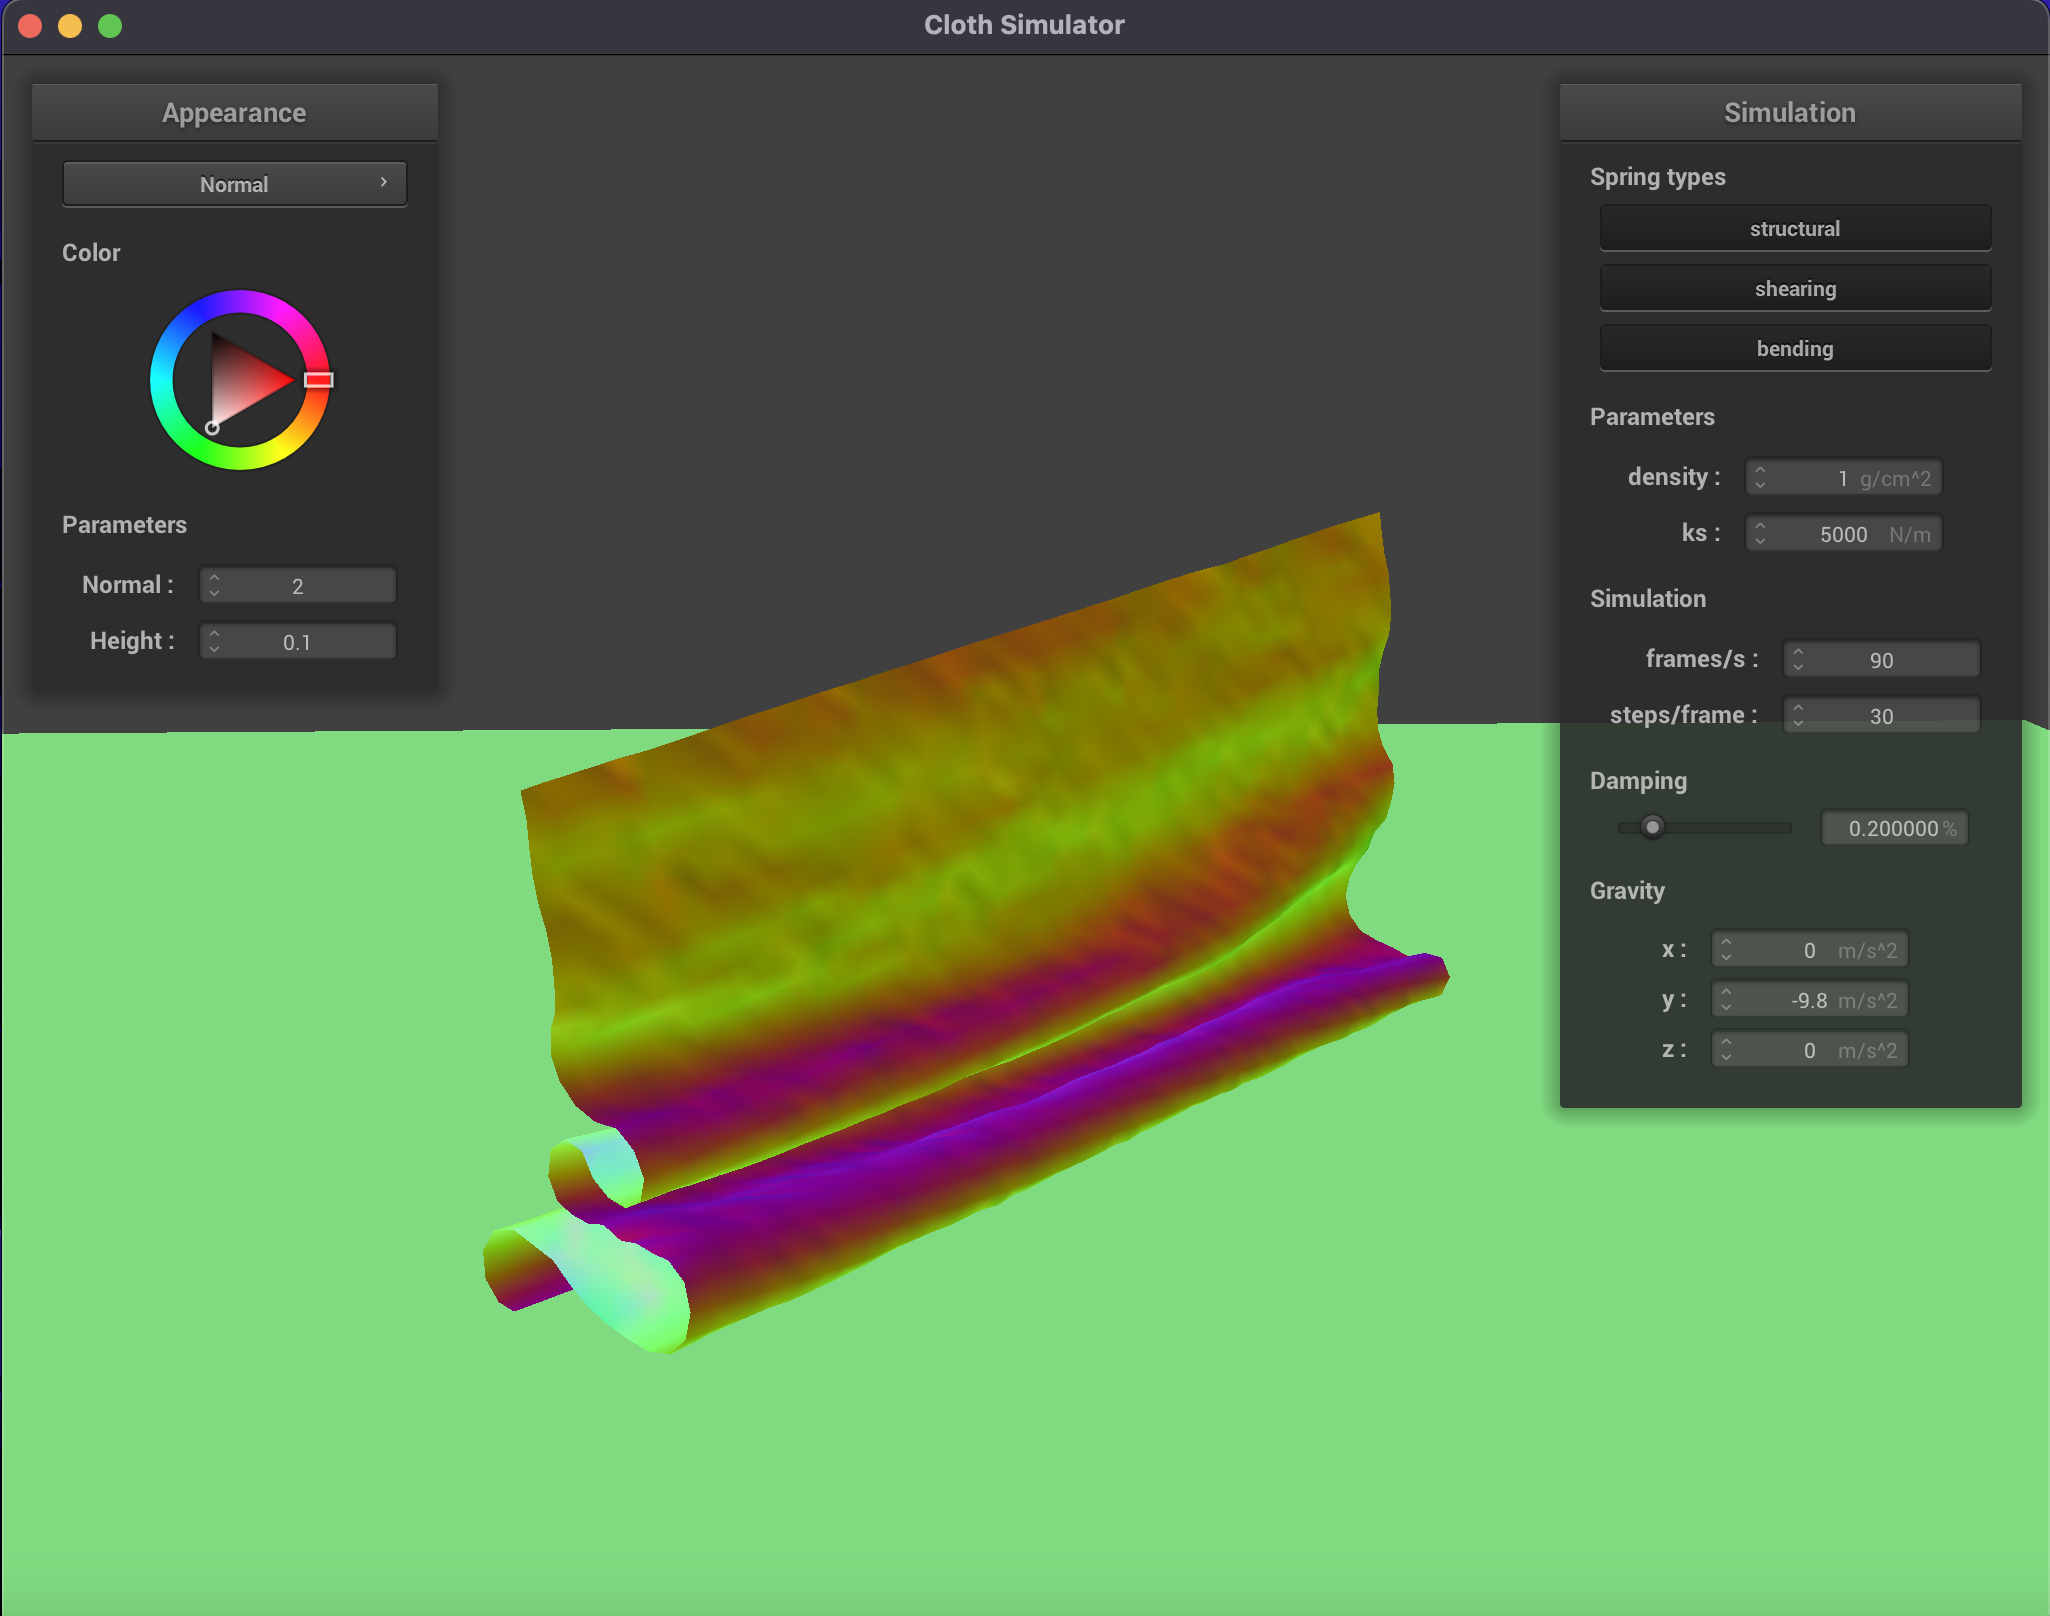 Cloth Simulator
Appearance
Normal
Color
Parameters
Normal : 2
Height : 0.1
Simulation
Spring types
structural
shearing
bending
Parameters
density : 1 g/cm^2
ks : 5000 N/m
Simulation
frames/s : 90
steps/frame : 30
Damping
0.200000 %
Gravity
x : 0 m/s^2
y : -9.8 m/s^2
z : 0 m/s^2